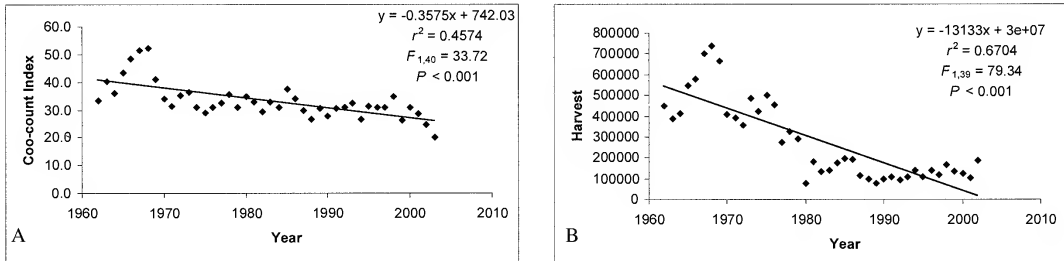 y = -0.3575x + 742.03
r² = 0.4574
F 1,40 = 33.72
P < 0.001
60.0
50.0
40.0
30.0
20.0
10.0
0.0
Coo-count Index
1960 1970 1980 1990 2000 2010
Year
A
y = -13133x + 3e+07
r² = 0.6704
F 1,39 = 79.34
P < 0.001
800000
700000
600000
500000
400000
300000
200000
100000
0
Harvest
1960 1970 1980 1990 2000 2010
Year
B